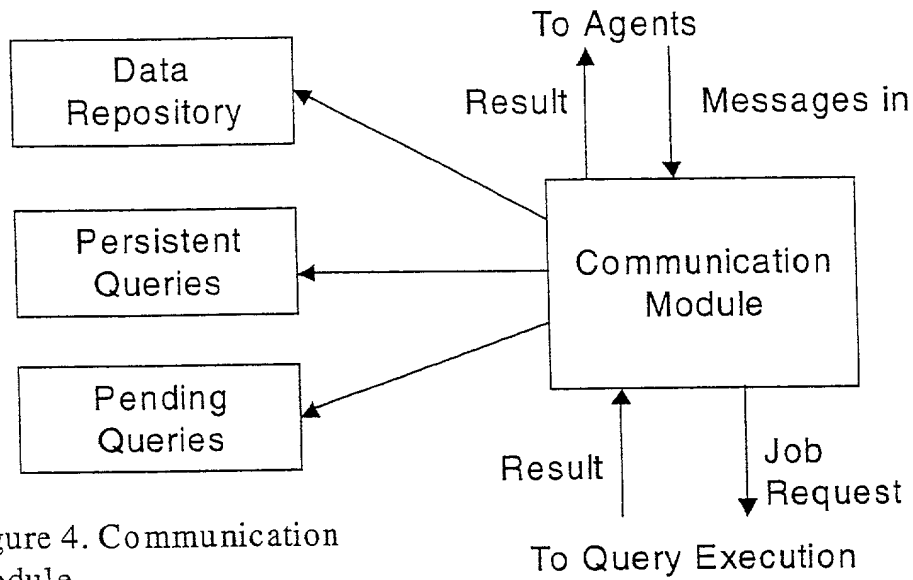 To Agents
Data
Repository
Result
Messages in
Persistent
Queries
Communication
Module
Pending
Queries
Result
Job
Request
gure 4. Communication
To Query Execution